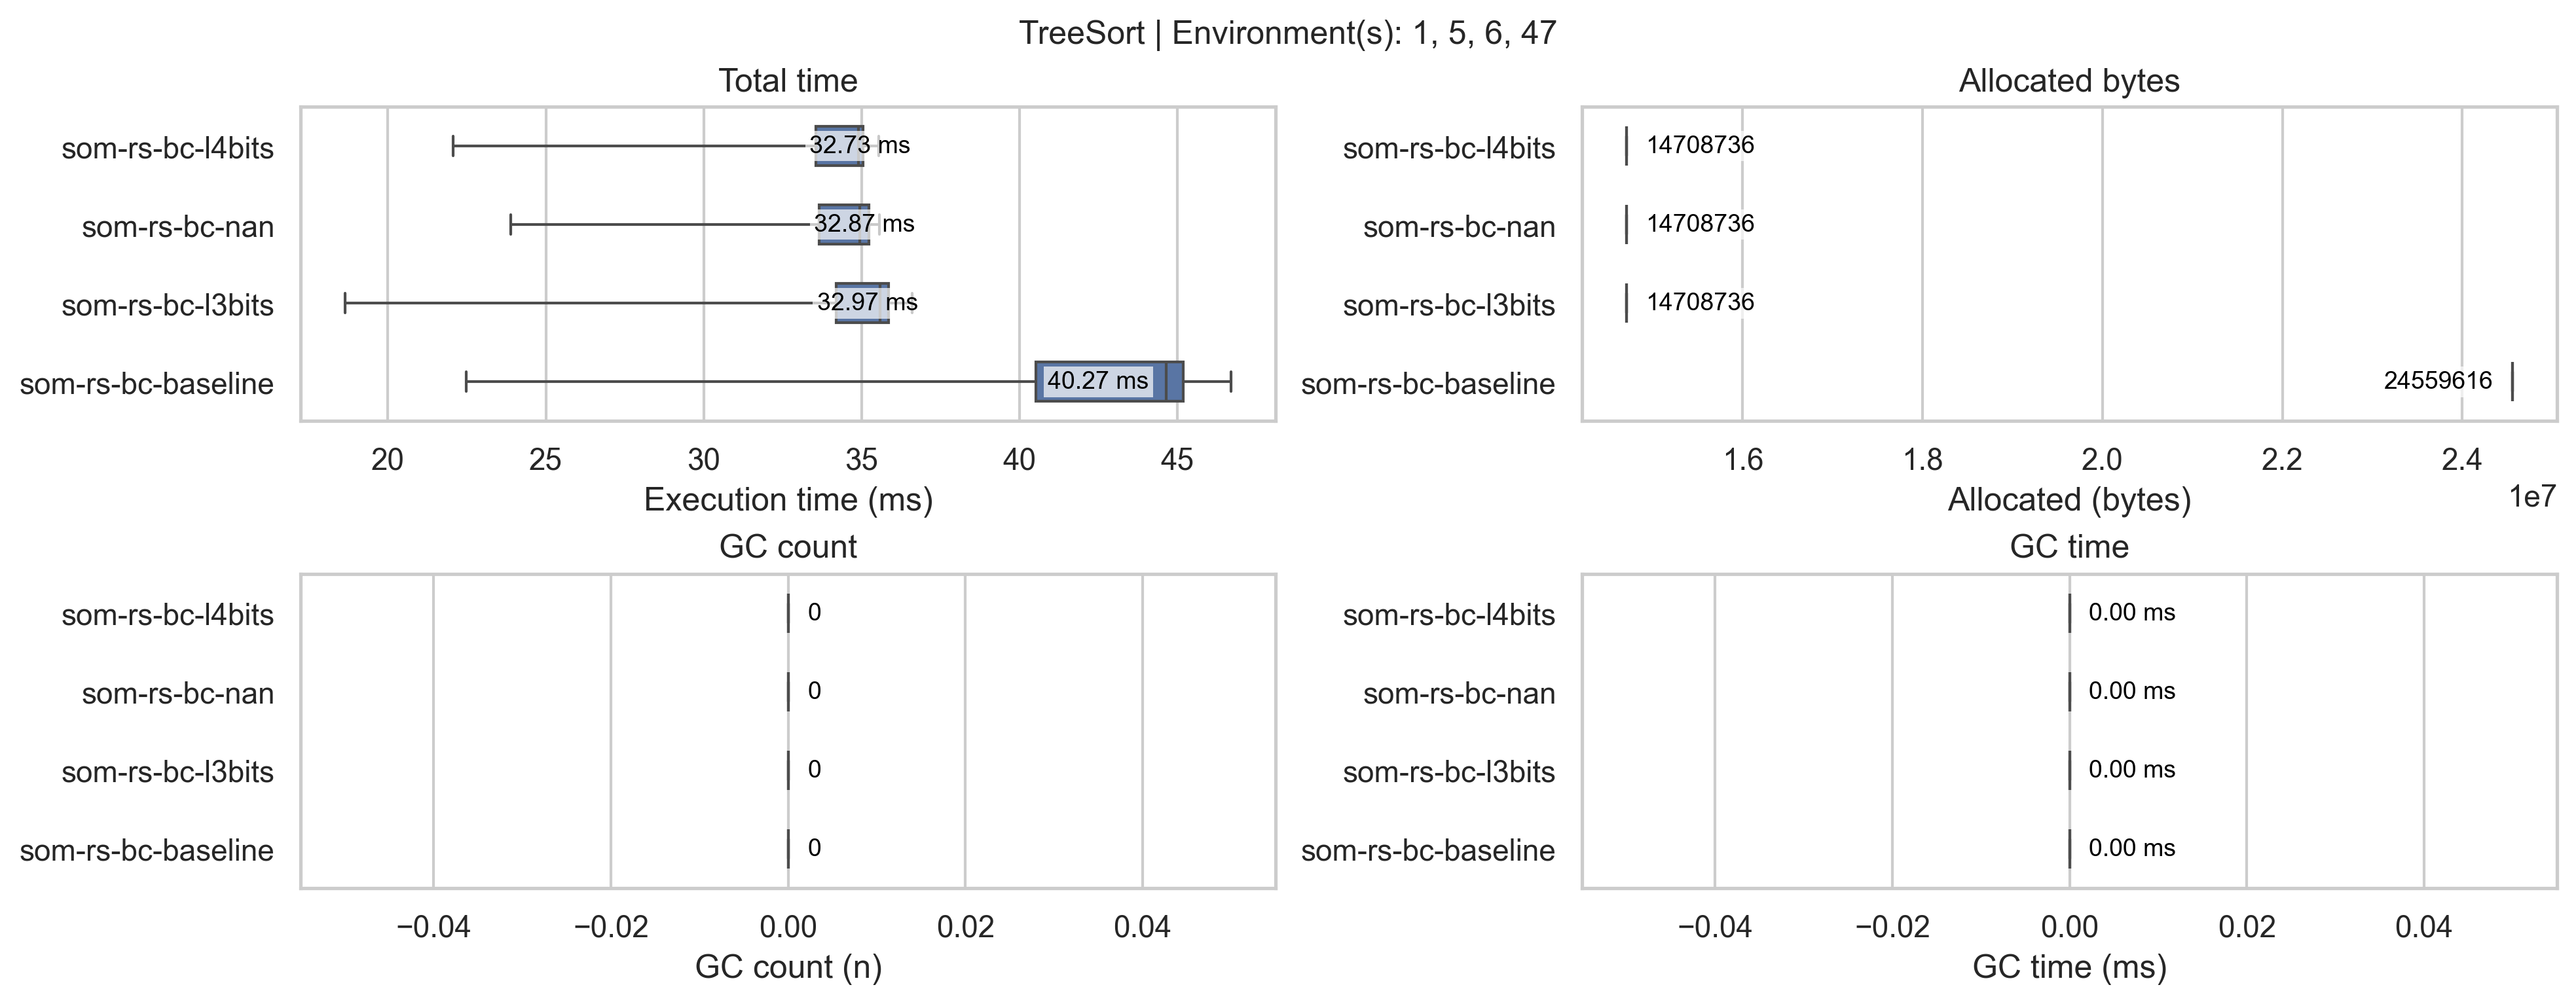 TreeSort | Environment(s): 1, 5, 6, 47
Total time
som-rs-bc-l4bits
32.73 ms
som-rs-bc-nan
32.87 ms
som-rs-bc-l3bits
32.97 ms
som-rs-bc-baseline
40.27 ms
20 25 30 35 40 45
Execution time (ms)
Allocated bytes
som-rs-bc-l4bits
14708736
som-rs-bc-nan
14708736
som-rs-bc-l3bits
14708736
som-rs-bc-baseline
24559616
1.6 1.8 2.0 2.2 2.4
1e7
Allocated (bytes)
GC count
som-rs-bc-l4bits
0
som-rs-bc-nan
0
som-rs-bc-l3bits
0
som-rs-bc-baseline
0
−0.04 −0.02 0.00 0.02 0.04
GC count (n)
GC time
som-rs-bc-l4bits
0.00 ms
som-rs-bc-nan
0.00 ms
som-rs-bc-l3bits
0.00 ms
som-rs-bc-baseline
0.00 ms
−0.04 −0.02 0.00 0.02 0.04
GC time (ms)